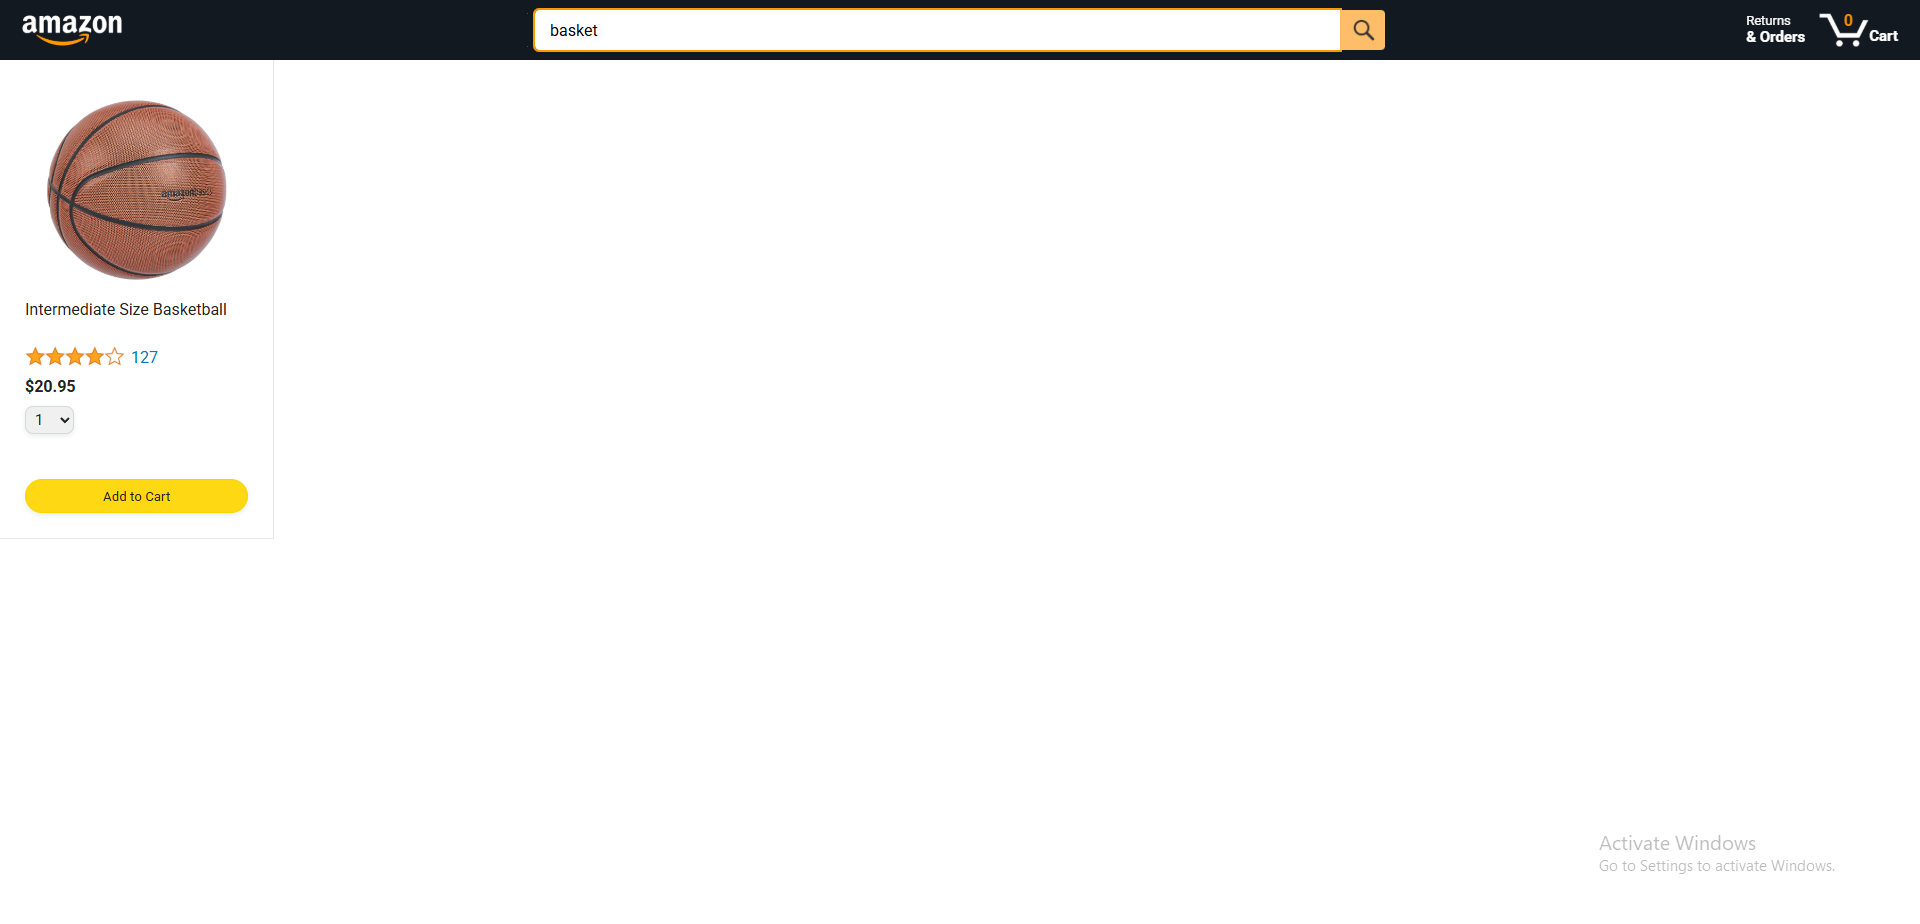 amazon
basket
Returns
& Orders
0
Cart
amazonbasics
Intermediate Size Basketball
127
$20.95
1
Add to Cart
Activate Windows
Go to Settings to activate Windows.